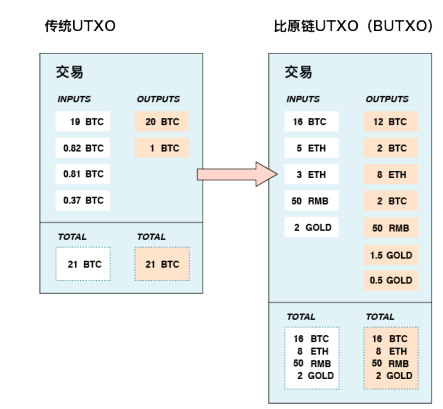 传统UTXO
交易
INPUTS OUTPUTS
19 BTC 20 BTC
0.82 BTC 1 BTC
0.81 BTC
0.37 BTC
TOTAL TOTAL
21 BTC 21 BTC
比原链UTXO（BUTXO）
交易
INPUTS OUTPUTS
16 BTC 12 BTC
5 ETH 2 BTC
3 ETH 8 ETH
50 RMB 2 BTC
2 GOLD 50 RMB
1.5 GOLD
0.5 GOLD
TOTAL TOTAL
16 BTC 16 BTC
8 ETH 8 ETH
50 RMB 50 RMB
2 GOLD 2 GOLD